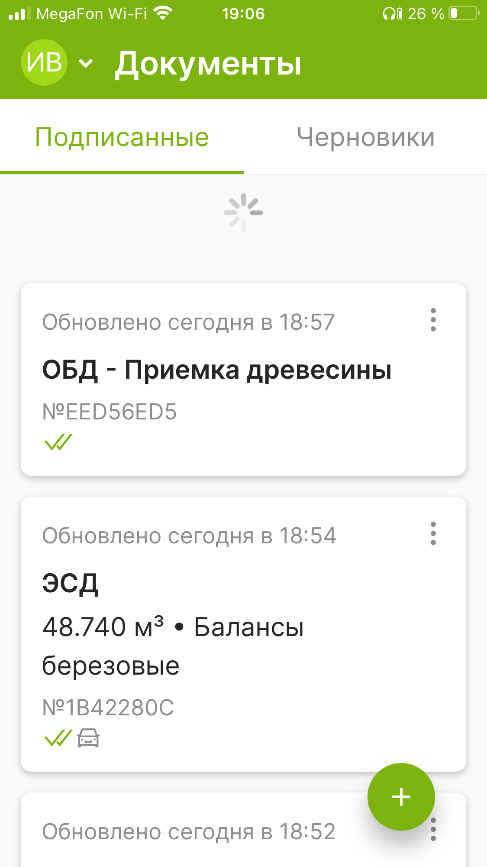 MegaFon Wi-Fi 19:06 26 %
ИВ Документы
Подписанные Черновики
Обновлено сегодня в 18:57
ОБД - Приемка древесины
№EED56ED5
Обновлено сегодня в 18:54
ЭСД
48.740 м³ • Балансы
березовые
№1B42280C
Обновлено сегодня в 18:52